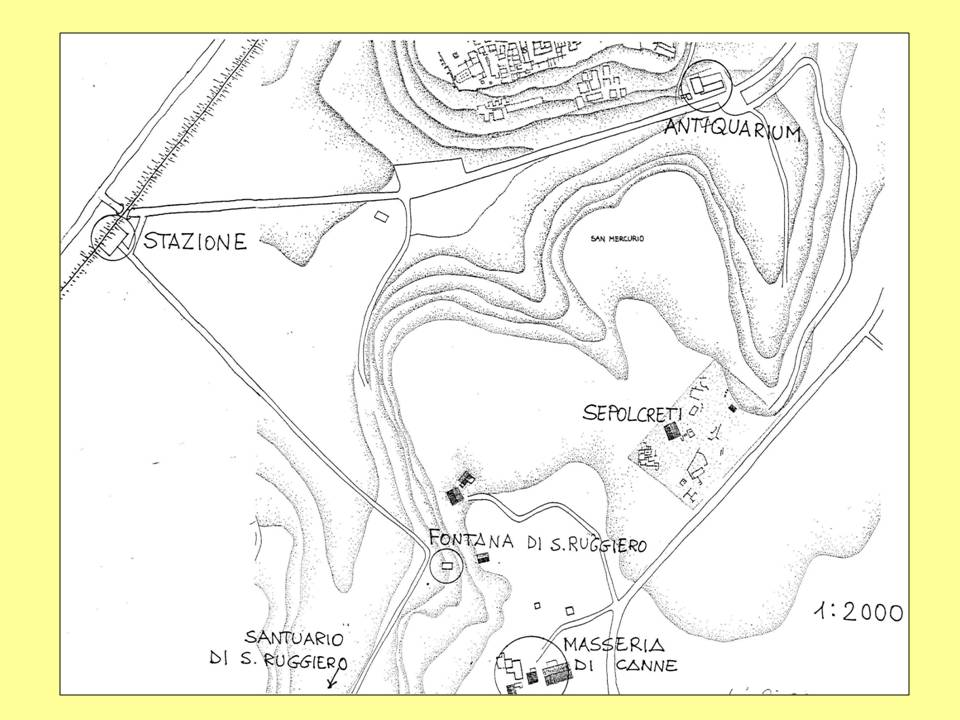 ANTIQUARIUM
STAZIONE
SAN MERCURIO
SEPOLCRETI
FONTANA DI S. RUGGIERO
1:2000
SANTUARIO
DI S. RUGGIERO
MASSERIA
DI CANNE